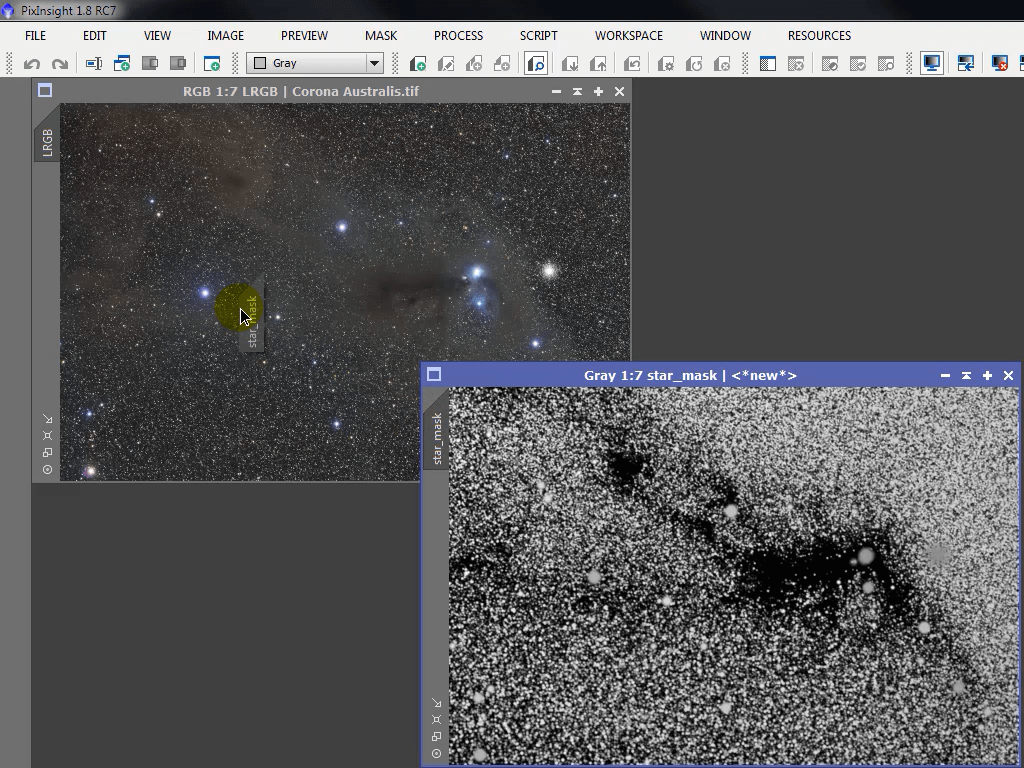 PixInsight 1.8 RC7
FILE EDIT VIEW IMAGE PREVIEW MASK PROCESS SCRIPT WORKSPACE WINDOW RESOURCES
Gray
RGB 1:7 LRGB | Corona Australis.tif
LRGB
star_mask
Gray 1:7 star_mask | <*new*>
star_mask